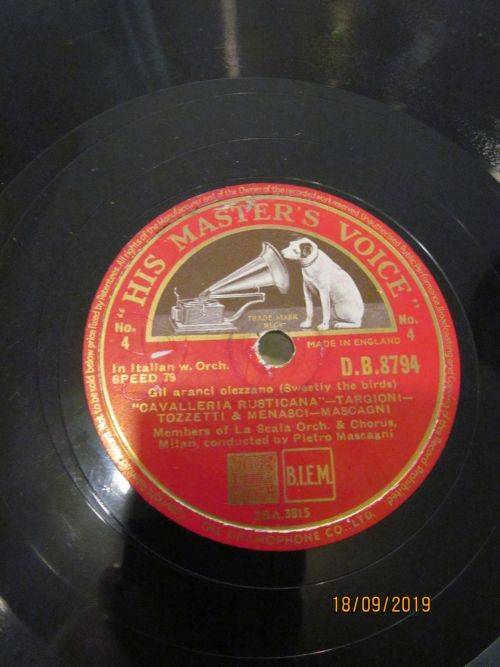 "HIS MASTER'S VOICE"
TRADE MARK
No. 4
No. 4
MADE IN ENGLAND
In Italian w. Orch.
SPEED 78
D.B.8794
Gli aranci olezzano (Sweetly the birds)
"CAVALLERIA RUSTICANA"—TARGIONI—
TOZZETTI & MENASCI—MASCAGNI
Members of La Scala Orch. & Chorus,
Milan, conducted by Pietro Mascagni
B.I.E.M.
2BA.3815
THE GRAMOPHONE CO., LTD.
18/09/2019